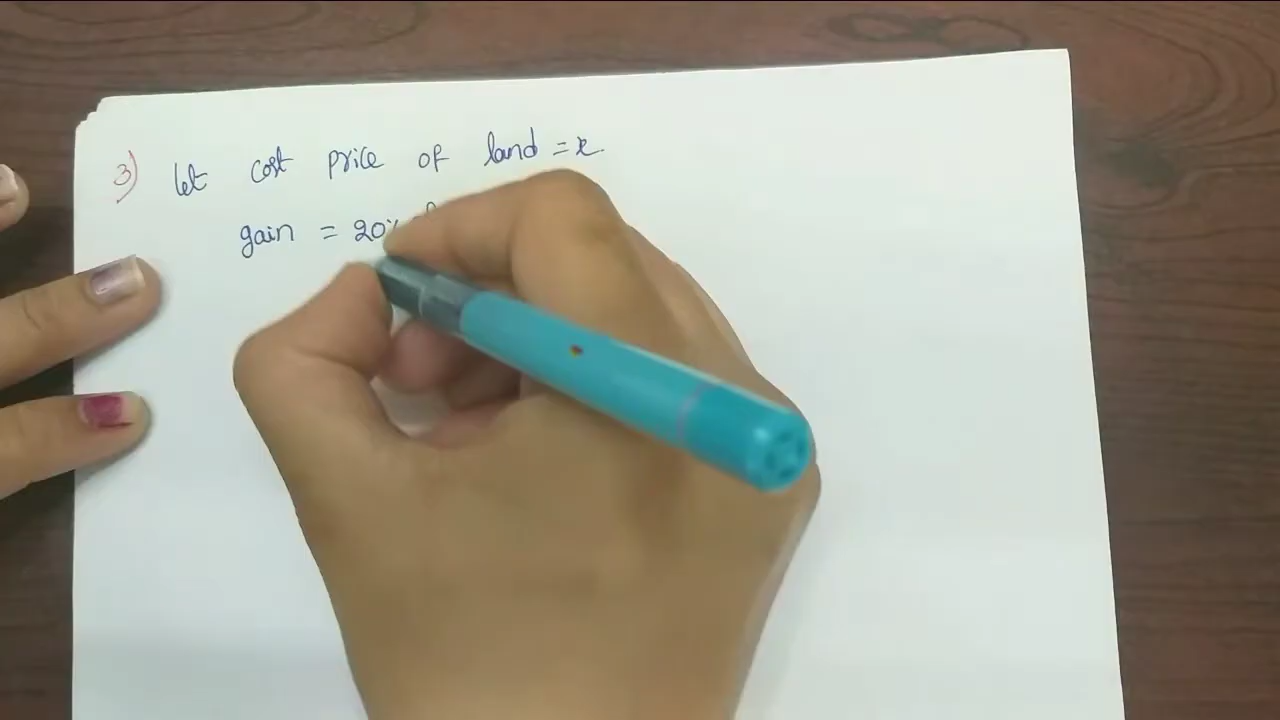 3) let cost price of land = x.
gain = 20%